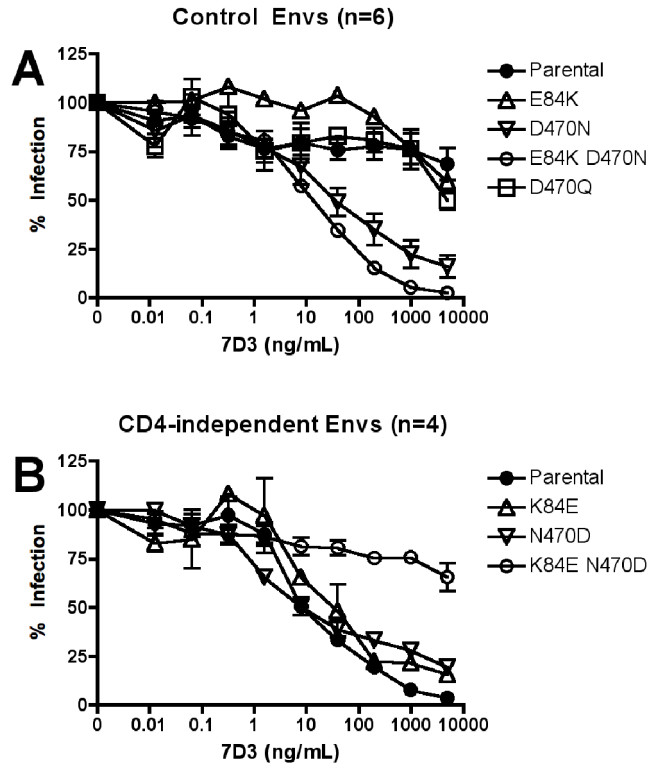 Control Envs (n=6)
A
% Infection
125
100
75
50
25
0
0 0.01 0.1 1 10 100 1000 10000
7D3 (ng/mL)
Parental
E84K
D470N
E84K D470N
D470Q
CD4-independent Envs (n=4)
B
% Infection
125
100
75
50
25
0
0 0.01 0.1 1 10 100 1000 10000
7D3 (ng/mL)
Parental
K84E
N470D
K84E N470D